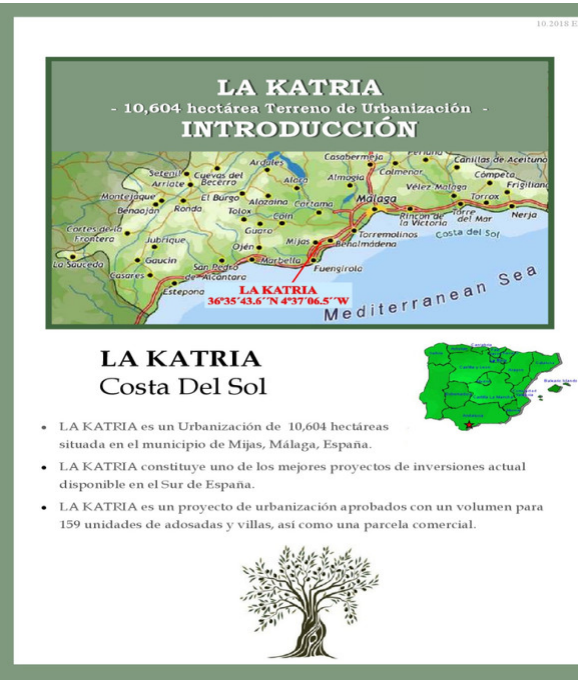 10.2018 E
LA KATRIA
- 10,604 hectárea Terreno de Urbanización -
INTRODUCCIÓN
Ardales
Casabermeja
Canillas de Aceituno
Setenil
Cuevas del
Becerro
Colmenar
Arriate
Alora
Almogia
Cómpeta
Frigiliana
Montejaque
El Burgo
Alozaina
Cartama
Málaga
Vélez-Malaga
Torrox
Benaoján
Ronda
Tolox
Coín
Rincon de
la Victoria
Torre
del Mar
Nerja
Cortes de la
Frontera
Guaro
Torremolinos
Costa del Sol
Jubrique
Ojén
Mijas
Benalmádena
La Sauceda
Gaucin
San Pedro
de Alcántara
Marbella
Fuengirola
Casares
Estepona
LA KATRIA
36°35´43.6´´N 4°37´06.5´´W
Mediterranean Sea
LA KATRIA
Costa Del Sol
LA KATRIA es un Urbanización de 10,604 hectáreas
situada en el municipio de Mijas, Málaga, España.
LA KATRIA constituye uno de los mejores proyectos de inversiones actual
disponible en el Sur de España.
LA KATRIA es un proyecto de urbanización aprobados con un volumen para
159 unidades de adosadas y villas, así como una parcela comercial.